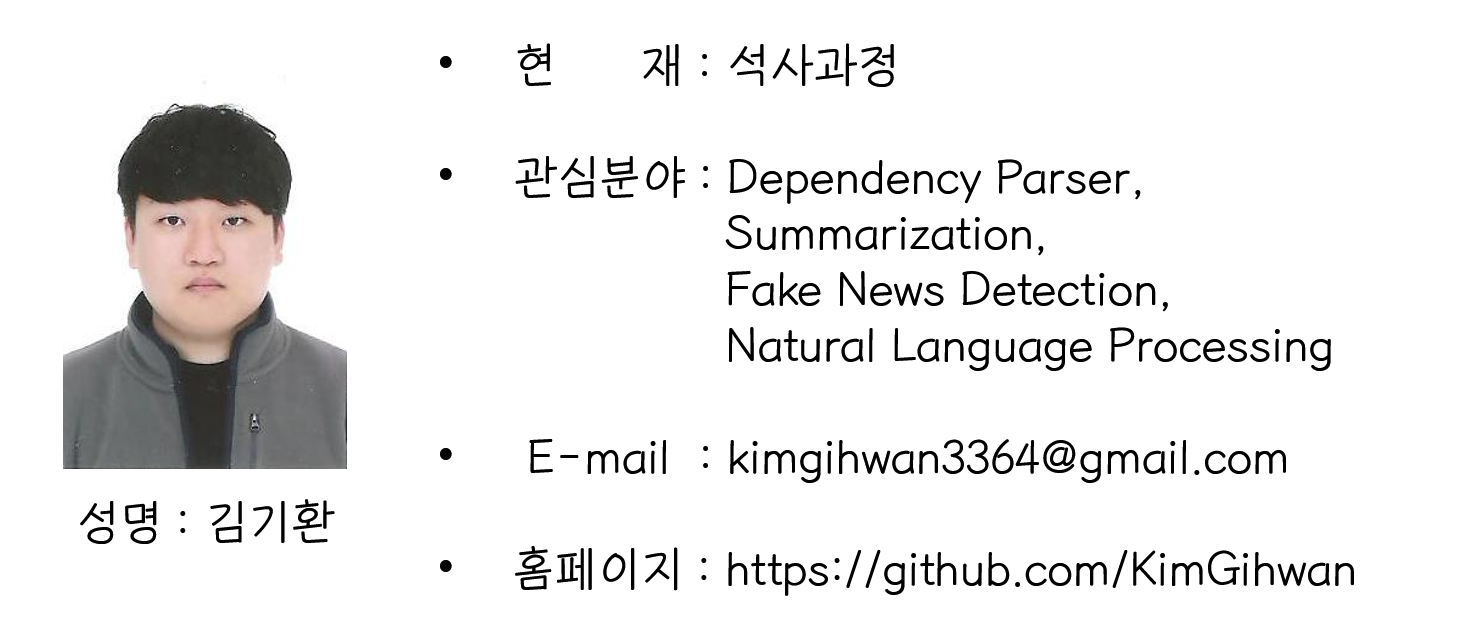 • 현 재 : 석사과정
• 관심분야 : Dependency Parser,
Summarization,
Fake News Detection,
Natural Language Processing
• E-mail : kimgihwan3364@gmail.com
• 홈페이지 : https://github.com/KimGihwan
성명 : 김기환